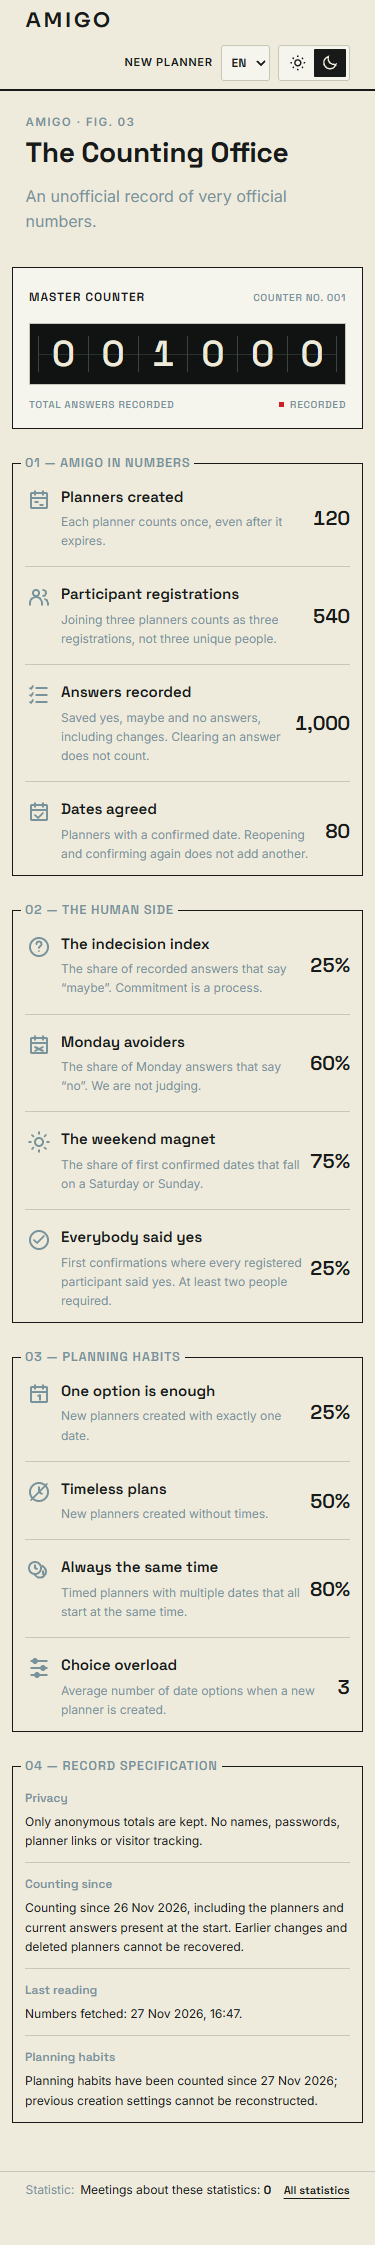 AMIGO
NEW PLANNER EN
AMIGO · FIG. 03
The Counting Office
An unofficial record of very official
numbers.
MASTER COUNTER COUNTER NO. 001
0 0 1 0 0 0
TOTAL ANSWERS RECORDED RECORDED
01 — AMIGO IN NUMBERS
Planners created
Each planner counts once, even after it
expires.
120
Participant registrations
Joining three planners counts as three
registrations, not three unique people.
540
Answers recorded
Saved yes, maybe and no answers,
including changes. Clearing an answer
does not count.
1,000
Dates agreed
Planners with a confirmed date. Reopening
and confirming again does not add another.
80
02 — THE HUMAN SIDE
The indecision index
The share of recorded answers that say
“maybe”. Commitment is a process.
25%
Monday avoiders
The share of Monday answers that say
“no”. We are not judging.
60%
The weekend magnet
The share of first confirmed dates that fall
on a Saturday or Sunday.
75%
Everybody said yes
First confirmations where every registered
participant said yes. At least two people
required.
25%
03 — PLANNING HABITS
One option is enough
New planners created with exactly one
date.
25%
Timeless plans
New planners created without times.
50%
Always the same time
Timed planners with multiple dates that all
start at the same time.
80%
Choice overload
Average number of date options when a new
planner is created.
3
04 — RECORD SPECIFICATION
Privacy
Only anonymous totals are kept. No names, passwords,
planner links or visitor tracking.
Counting since
Counting since 26 Nov 2026, including the planners and
current answers present at the start. Earlier changes and
deleted planners cannot be recovered.
Last reading
Numbers fetched: 27 Nov 2026, 16:47.
Planning habits
Planning habits have been counted since 27 Nov 2026;
previous creation settings cannot be reconstructed.
Statistic: Meetings about these statistics: 0 All statistics